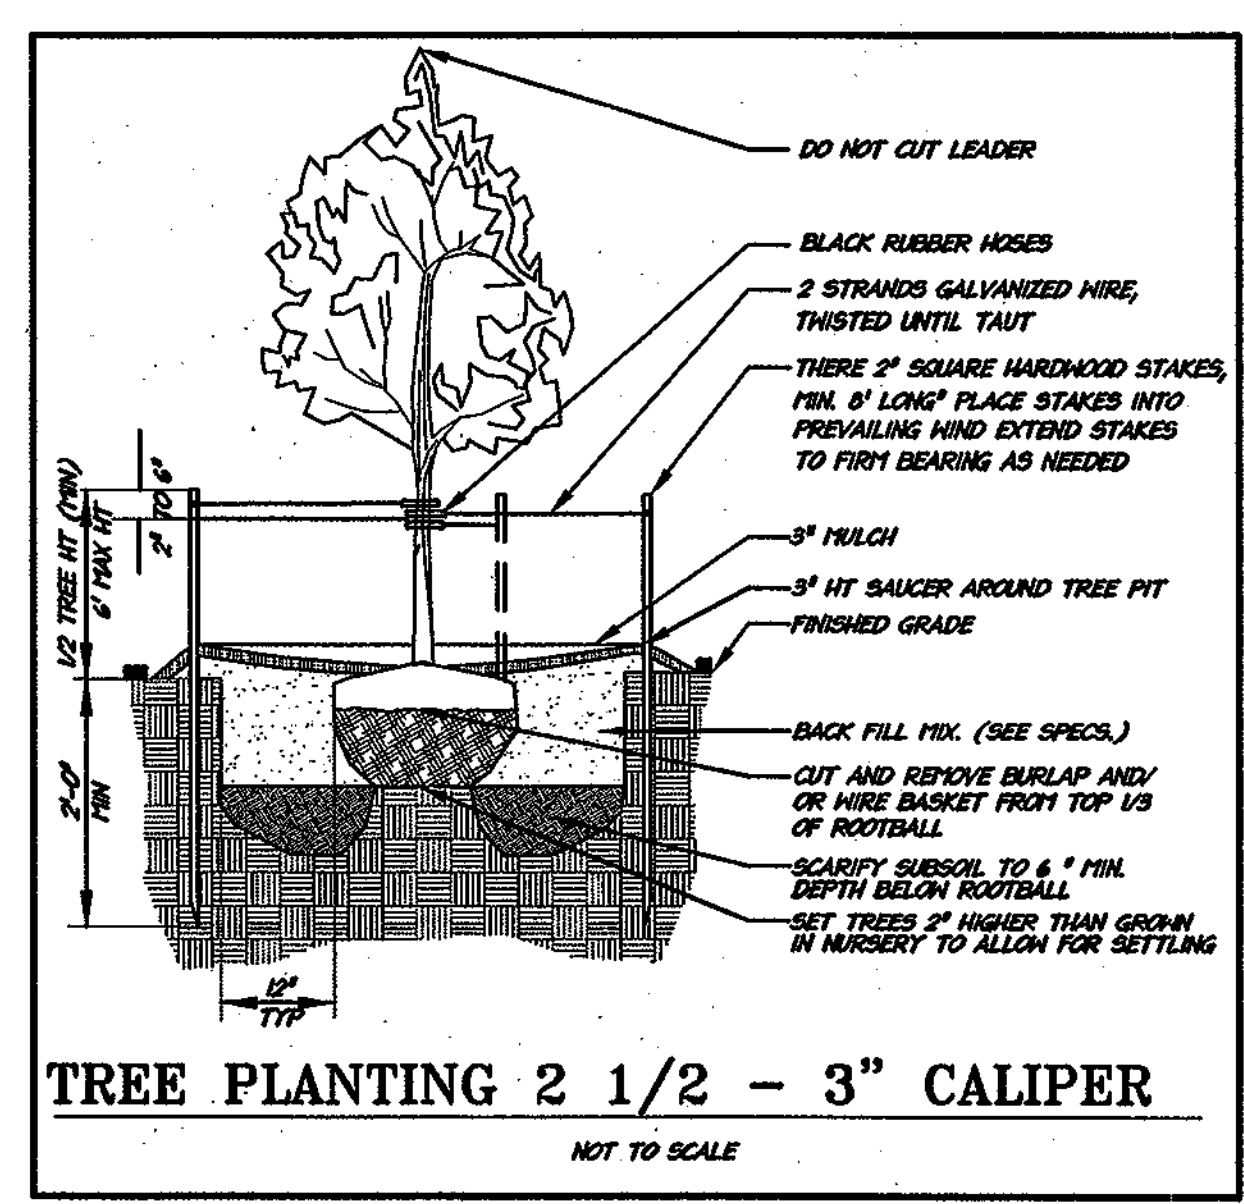 DO NOT CUT LEADER
BLACK RUBBER HOSES
2 STRANDS GALVANIZED WIRE,
TWISTED UNTIL TAUT
THERE 2" SQUARE HARDWOOD STAKES,
MIN. 8' LONG" PLACE STAKES INTO
PREVAILING WIND EXTEND STAKES
TO FIRM BEARING AS NEEDED
1/2 TREE HT (MIN)
6' MAX HT
2" TO 6"
3" MULCH
3" HT SAUCER AROUND TREE PIT
FINISHED GRADE
2'-0"
MIN
BACK FILL MIX. (SEE SPECS.)
CUT AND REMOVE BURLAP AND/
OR WIRE BASKET FROM TOP 1/3
OF ROOTBALL
SCARIFY SUBSOIL TO 6 " MIN.
DEPTH BELOW ROOTBALL
SET TREES 2" HIGHER THAN GROWN
IN NURSERY TO ALLOW FOR SETTLING
12"
TYP
TREE PLANTING 2 1/2 - 3" CALIPER
NOT TO SCALE